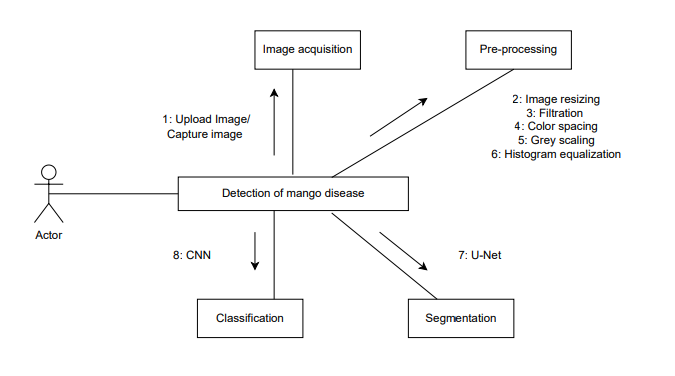 Image acquisition
Pre-processing
1: Upload Image/
Capture image
2: Image resizing
3: Filtration
4: Color spacing
5: Grey scaling
6: Histogram equalization
Detection of mango disease
Actor
8: CNN
7: U-Net
Classification
Segmentation